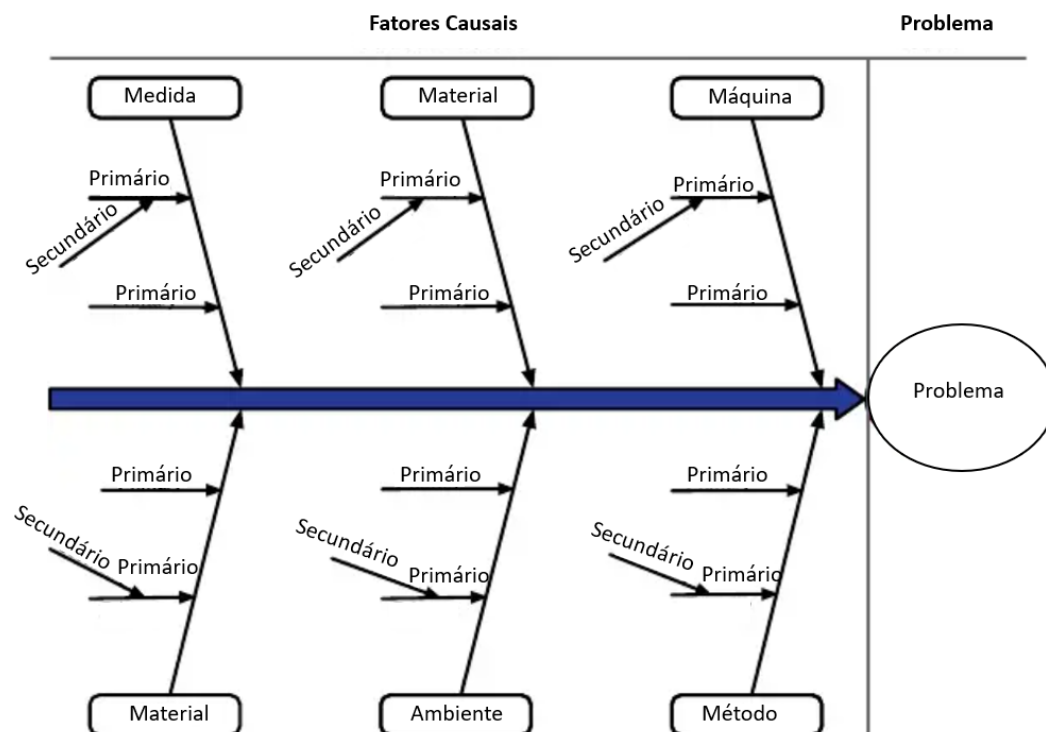 Fatores Causais
Problema
Medida
Material
Máquina
Primário
Primário
Primário
Secundário
Secundário
Secundário
Primário
Primário
Primário
Problema
Primário
Primário
Primário
Secundário
Secundário
Secundário
Primário
Primário
Primário
Material
Ambiente
Método